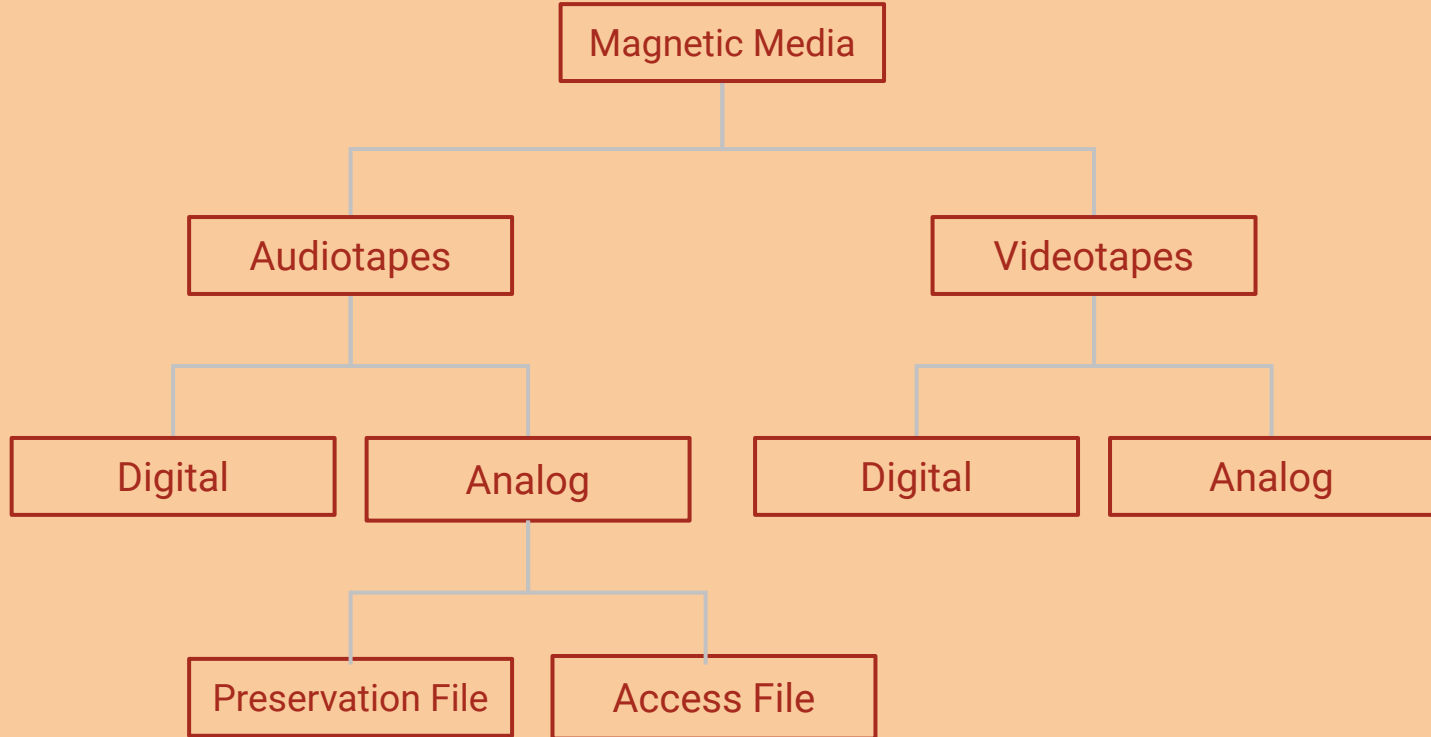 Magnetic Media
Audiotapes
Videotapes
Digital
Analog
Digital
Analog
Preservation File
Access File